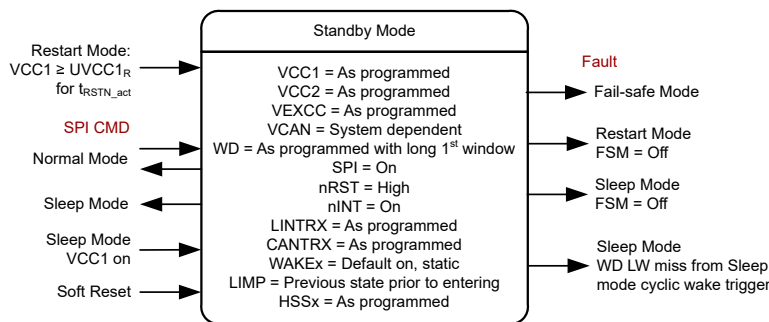 Standby Mode
Restart Mode:
VCC1 ≥ UVCC1R
for tRSTN_act
SPI CMD
Normal Mode
Sleep Mode
Sleep Mode
VCC1 on
Soft Reset
VCC1 = As programmed
VCC2 = As programmed
VEXCC = As programmed
VCAN = System dependent
WD = As programmed with long 1st window
SPI = On
nRST = High
nINT = On
LINTRX = As programmed
CANTRX = As programmed
WAKEx = Default on, static
LIMP = Previous state prior to entering
HSSx = As programmed
Fault
Fail-safe Mode
Restart Mode
FSM = Off
Sleep Mode
FSM = Off
Sleep Mode
WD LW miss from Sleep
mode cyclic wake trigger